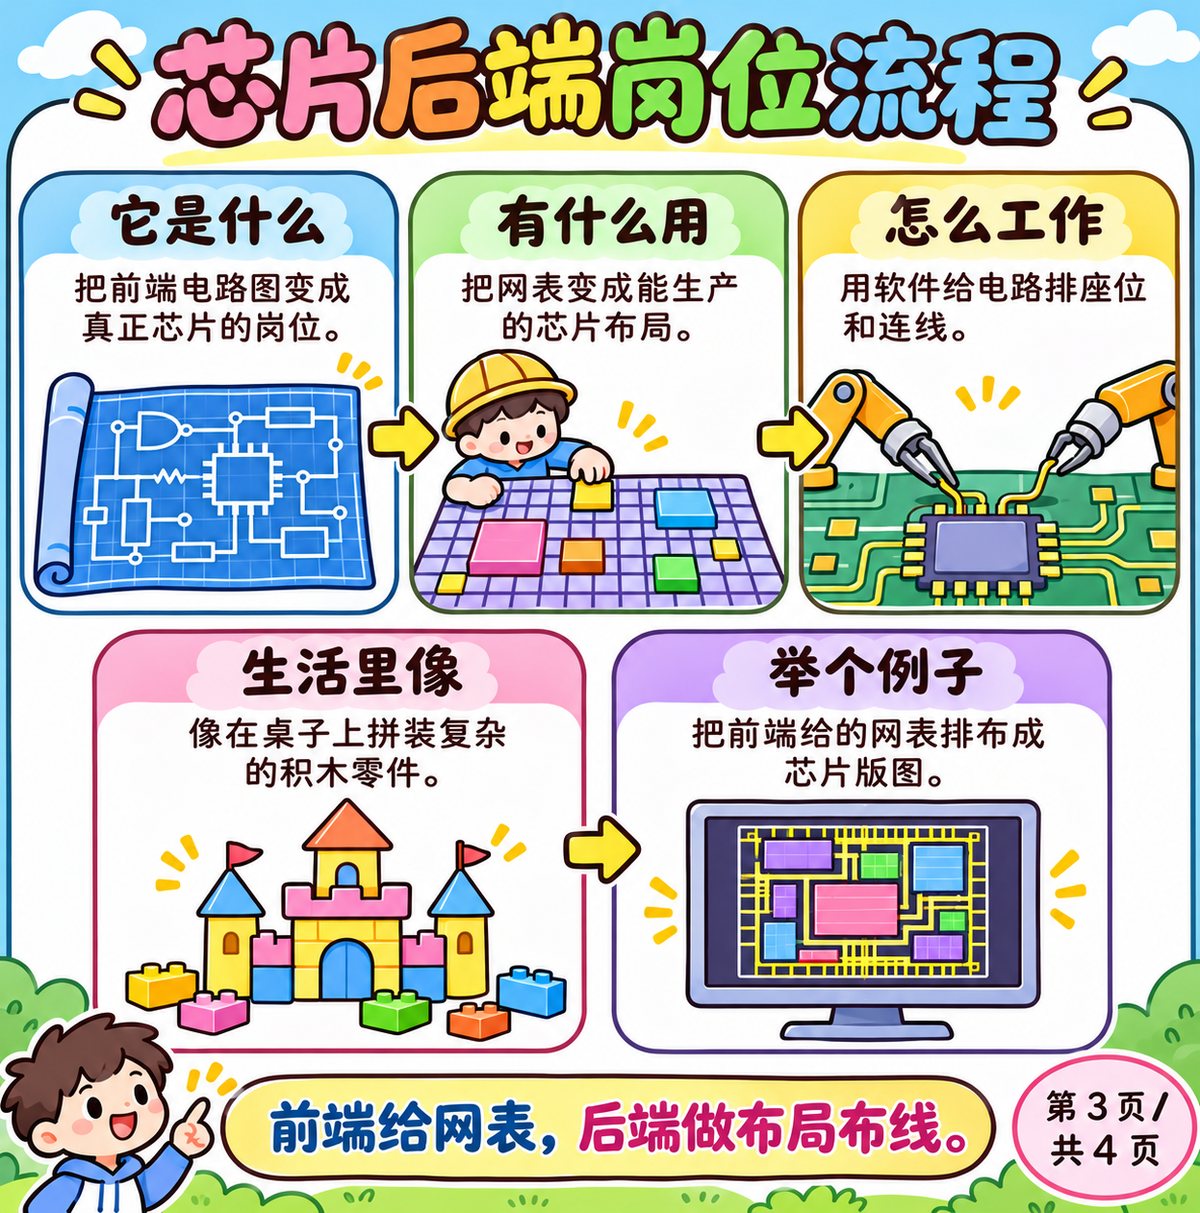 芯片后端岗位流程
它是什么
把前端电路图变成
真正芯片的岗位。
有什么用
把网表变成能生产
的芯片布局。
怎么工作
用软件给电路排座位
和连线。
生活里像
像在桌子上拼装复杂
的积木零件。
举个例子
把前端给的网表排布成
芯片版图。
前端给网表，后端做布局布线。
第3页/
共4页